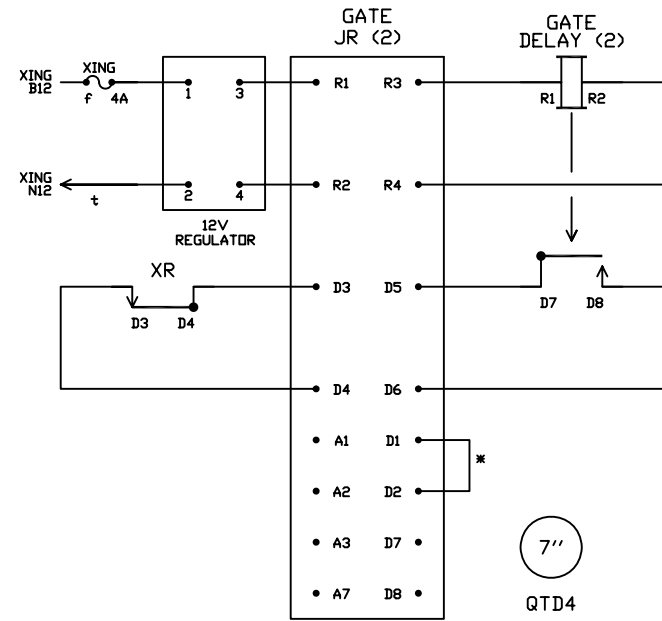 GATE
JR (2)
GATE
DELAY (2)
XING
B12
XING
f 4A
1 3
R1 R3
R1 R2
XING
N12
t
2 4
R2 R4
12V
REGULATOR
XR
D3 D4
D3 D5
D7 D8
D4 D6
A1 D1
*
A2 D2
A3 D7
A7 D8
7''
QTD4